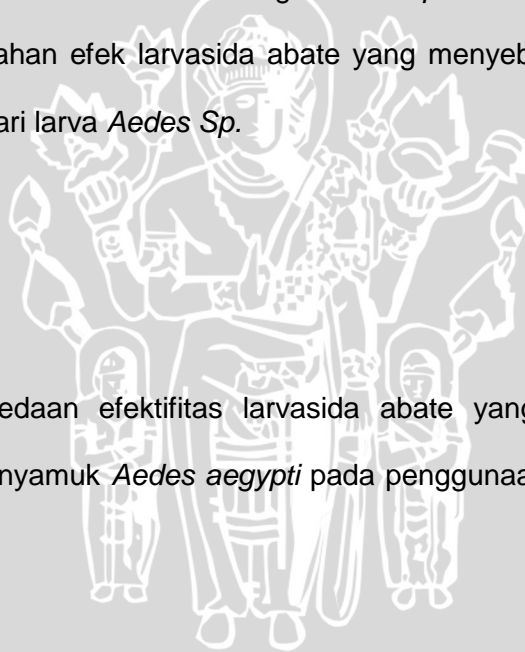 ahan efek larvasida abate yang menyeb
ari larva Aedes Sp.
edaan efektifitas larvasida abate yang
nyamuk Aedes aegypti pada penggunaa